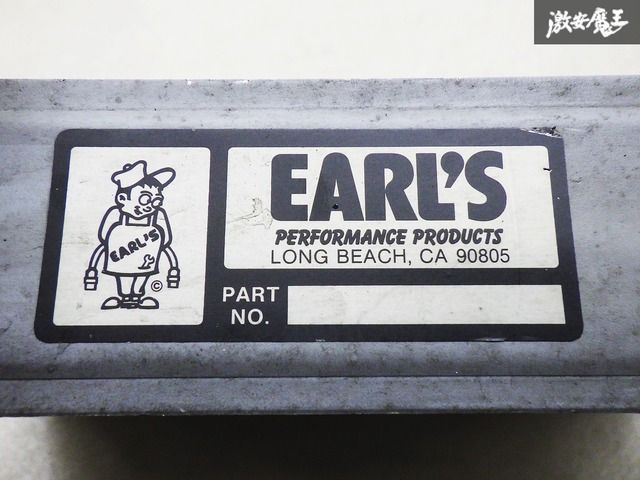 激安魔王
EARL'S
©
EARL'S
PERFORMANCE PRODUCTS
LONG BEACH, CA 90805
PART
NO.